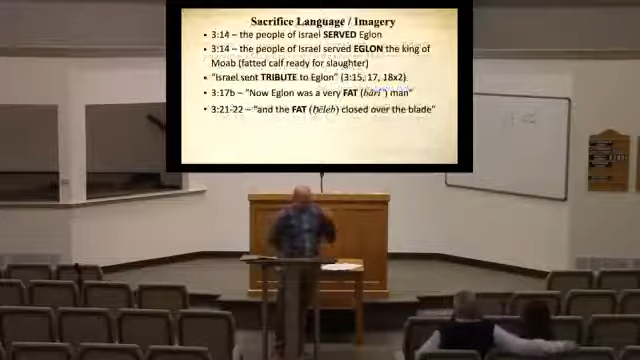 Sacrifice Language / Imagery
• 3:14 – the people of Israel SERVED Eglon
• 3:14 – the people of Israel served EGLON the king of
Moab (fatted calf ready for slaughter)
• "Israel sent TRIBUTE to Eglon" (3:15, 17, 18x2)
• 3:17b – "Now Eglon was a very FAT (bârîʾ) man"
• 3:21-22 – "and the FAT (ḥēleb) closed over the blade"